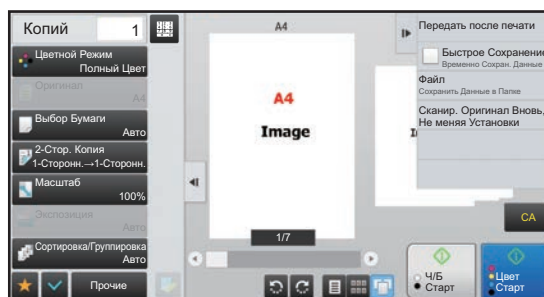 Копий 1
Цветной Режим
Полный Цвет
Оригинал
A4
Выбор Бумаги
Авто
2-Стор. Копия
1-Сторонн.→1-Сторонн.
Масштаб
100%
Экспозиция
Авто
Сортировка/Группировка
Авто
Прочие
A4
A4
Image
1/7
Передать после печати
Быстрое Сохранение
Временно Сохран. Данные
Файл
Сохранить Данные в Папке
Сканир. Оригинал Вновь,
Не меняя Установки
CA
Ч/Б
Старт
Цвет
Старт